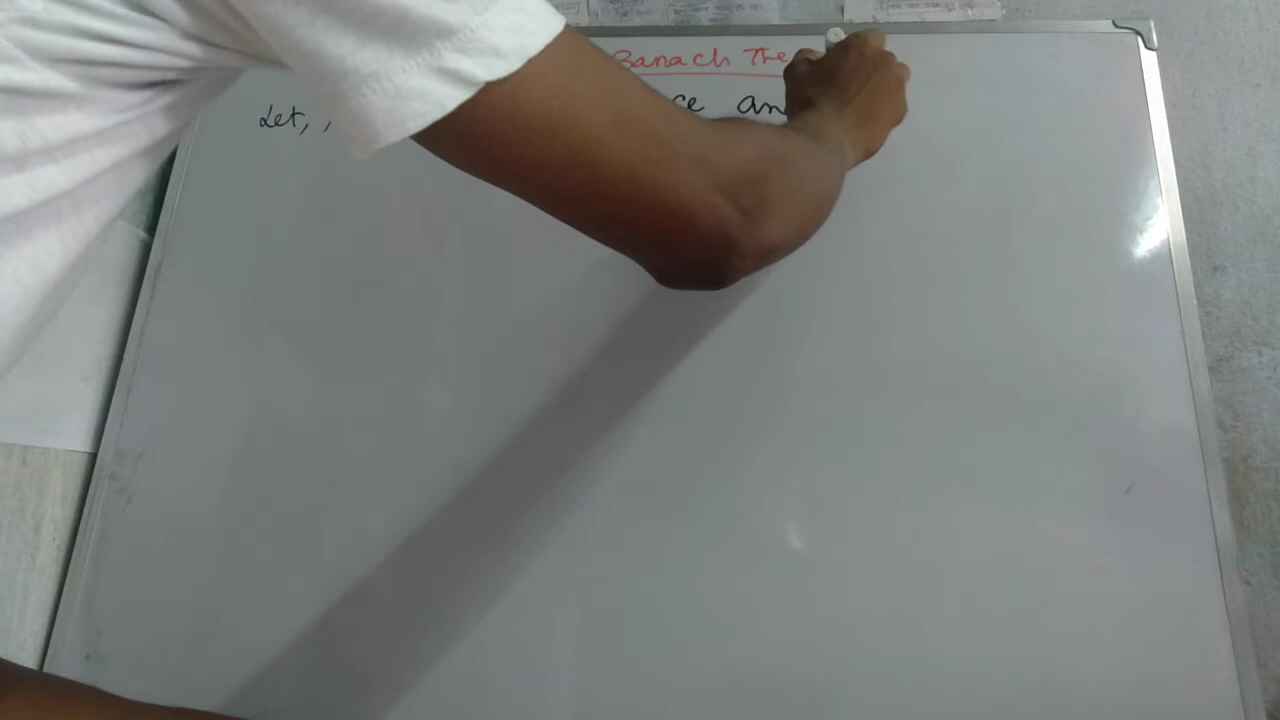 Banach The
Let, , ce an